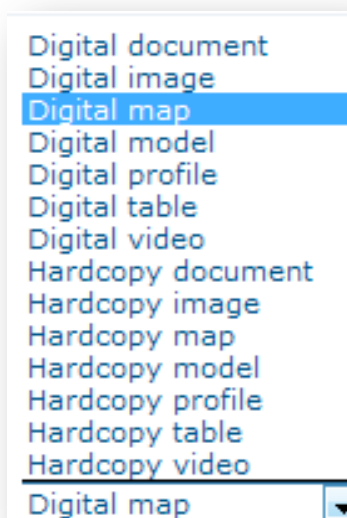 Digital document
Digital image
Digital map
Digital model
Digital profile
Digital table
Digital video
Hardcopy document
Hardcopy image
Hardcopy map
Hardcopy model
Hardcopy profile
Hardcopy table
Hardcopy video
Digital map